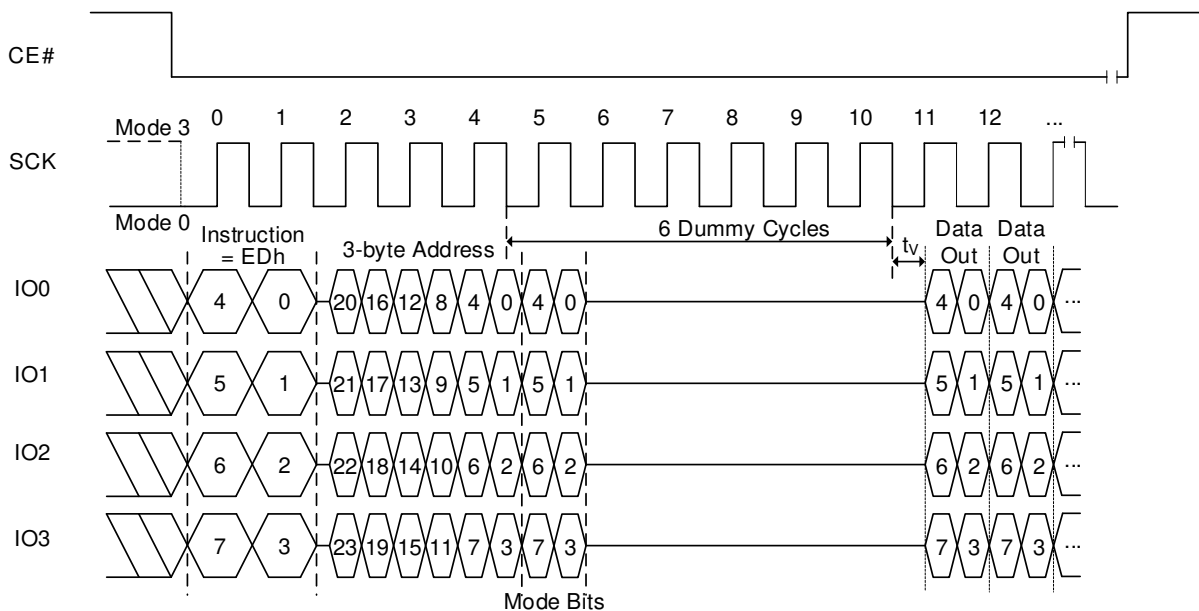 CE#
Mode 3
0 1 2 3 4 5 6 7 8 9 10 11 12 ...
SCK
Mode 0
Instruction
= EDh
3-byte Address
6 Dummy Cycles
tV
Data
Out
Data
Out
IO0
4 0 20 16 12 8 4 0 4 0 4 0 4 0 ...
IO1
5 1 21 17 13 9 5 1 5 1 5 1 5 1 ...
IO2
6 2 22 18 14 10 6 2 6 2 6 2 6 2 ...
IO3
7 3 23 19 15 11 7 3 7 3 7 3 7 3 ...
Mode Bits